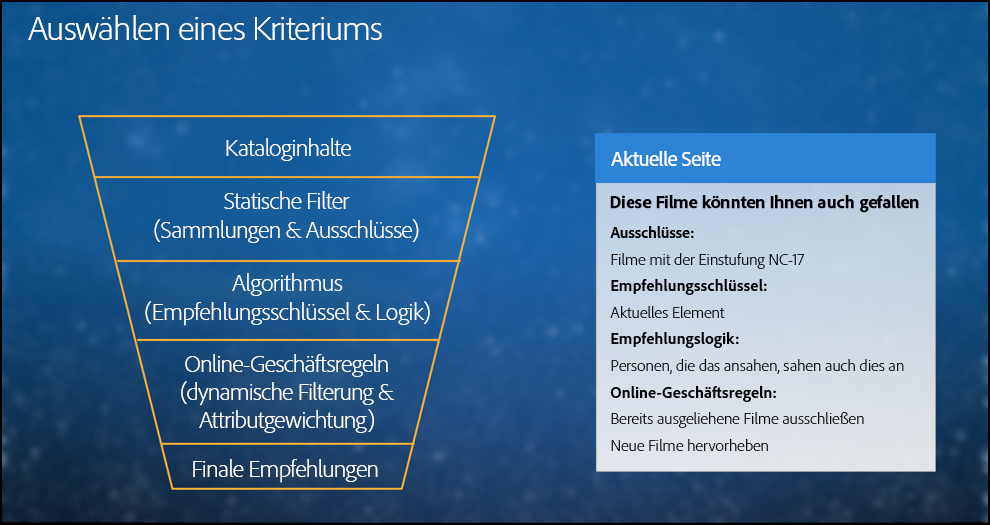 Auswählen eines Kriteriums
Kataloginhalte
Statische Filter
(Sammlungen & Ausschlüsse)
Algorithmus
(Empfehlungsschlüssel & Logik)
Online-Geschäftsregeln
(dynamische Filterung &
Attributgewichtung)
Finale Empfehlungen
Aktuelle Seite
Diese Filme könnten Ihnen auch gefallen
Ausschlüsse:
Filme mit der Einstufung NC-17
Empfehlungsschlüssel:
Aktuelles Element
Empfehlungslogik:
Personen, die das ansahen, sahen auch dies an
Online-Geschäftsregeln:
Bereits ausgeliehene Filme ausschließen
Neue Filme hervorheben